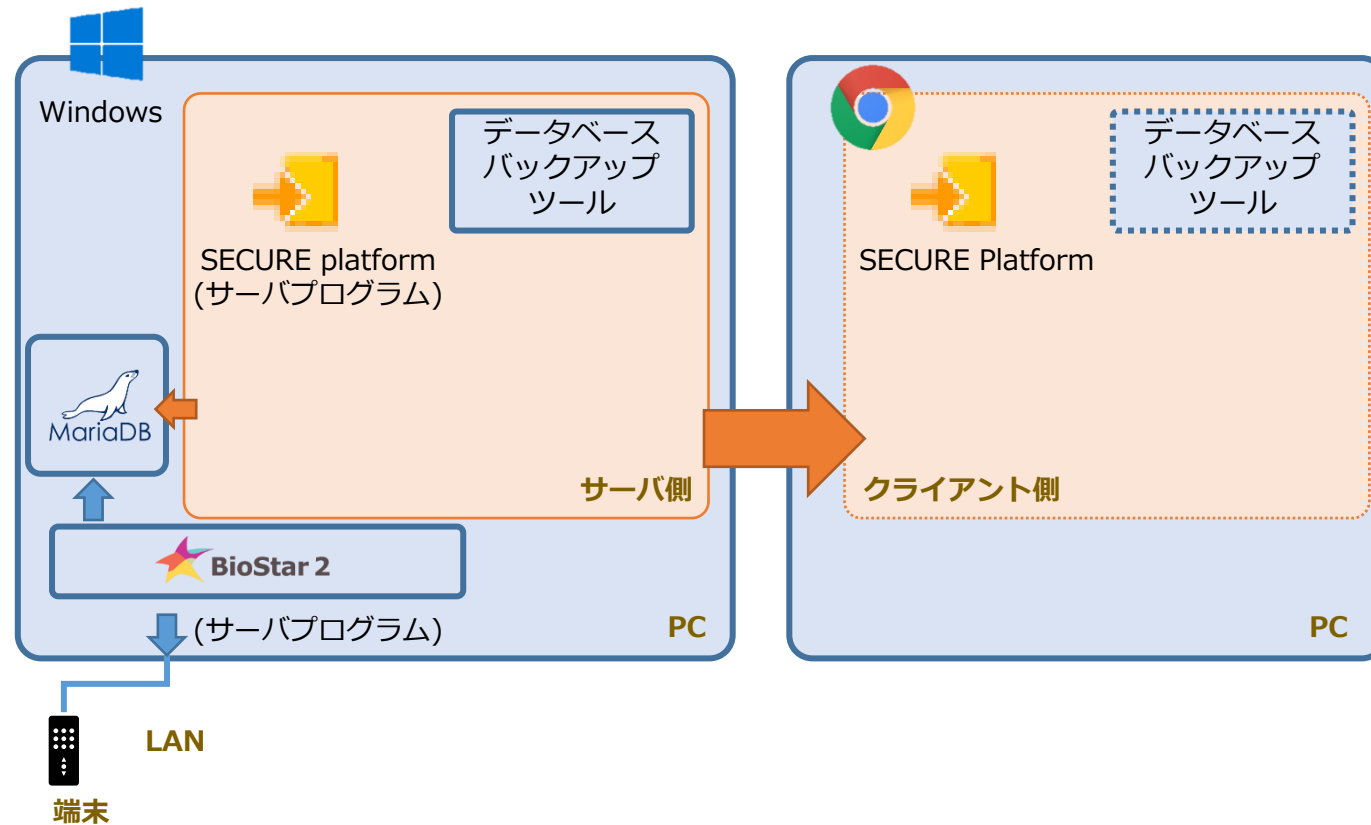 Windows
データベース
バックアップ
ツール
SECURE platform
(サーバプログラム)
MariaDB
サーバ側
BioStar 2
(サーバプログラム)
PC
データベース
バックアップ
ツール
SECURE Platform
クライアント側
PC
LAN
端末